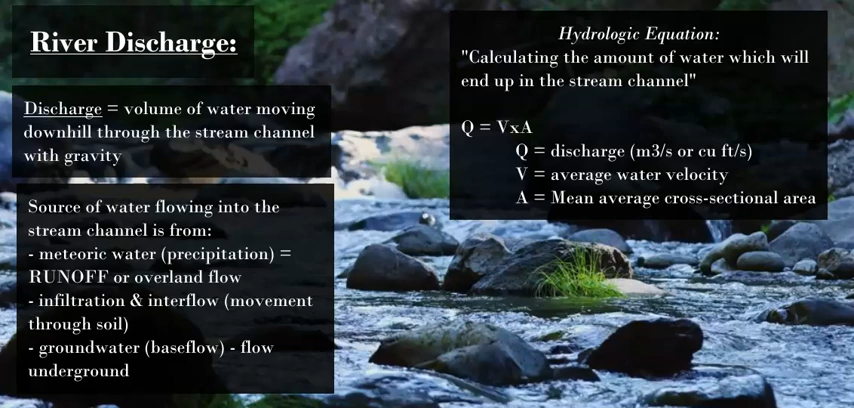 River Discharge:
Discharge = volume of water moving
downhill through the stream channel
with gravity
Source of water flowing into the
stream channel is from:
- meteoric water (precipitation) =
RUNOFF or overland flow
- infiltration & interflow (movement
through soil)
- groundwater (baseflow) - flow
underground
Hydrologic Equation:
"Calculating the amount of water which will
end up in the stream channel"
Q = VxA
Q = discharge (m3/s or cu ft/s)
V = average water velocity
A = Mean average cross-sectional area